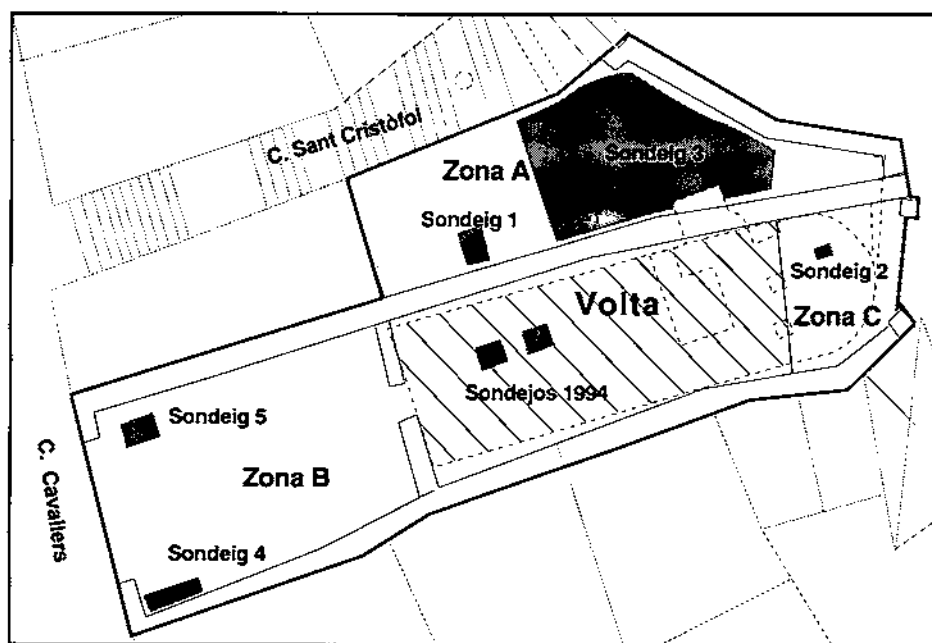 C. Sant Cristòfol
Zona A
Sondeig 3
Sondeig 1
Sondeig 2
Volta
Zona C
Sondejos 1994
Sondeig 5
Zona B
C. Cavallers
Sondeig 4